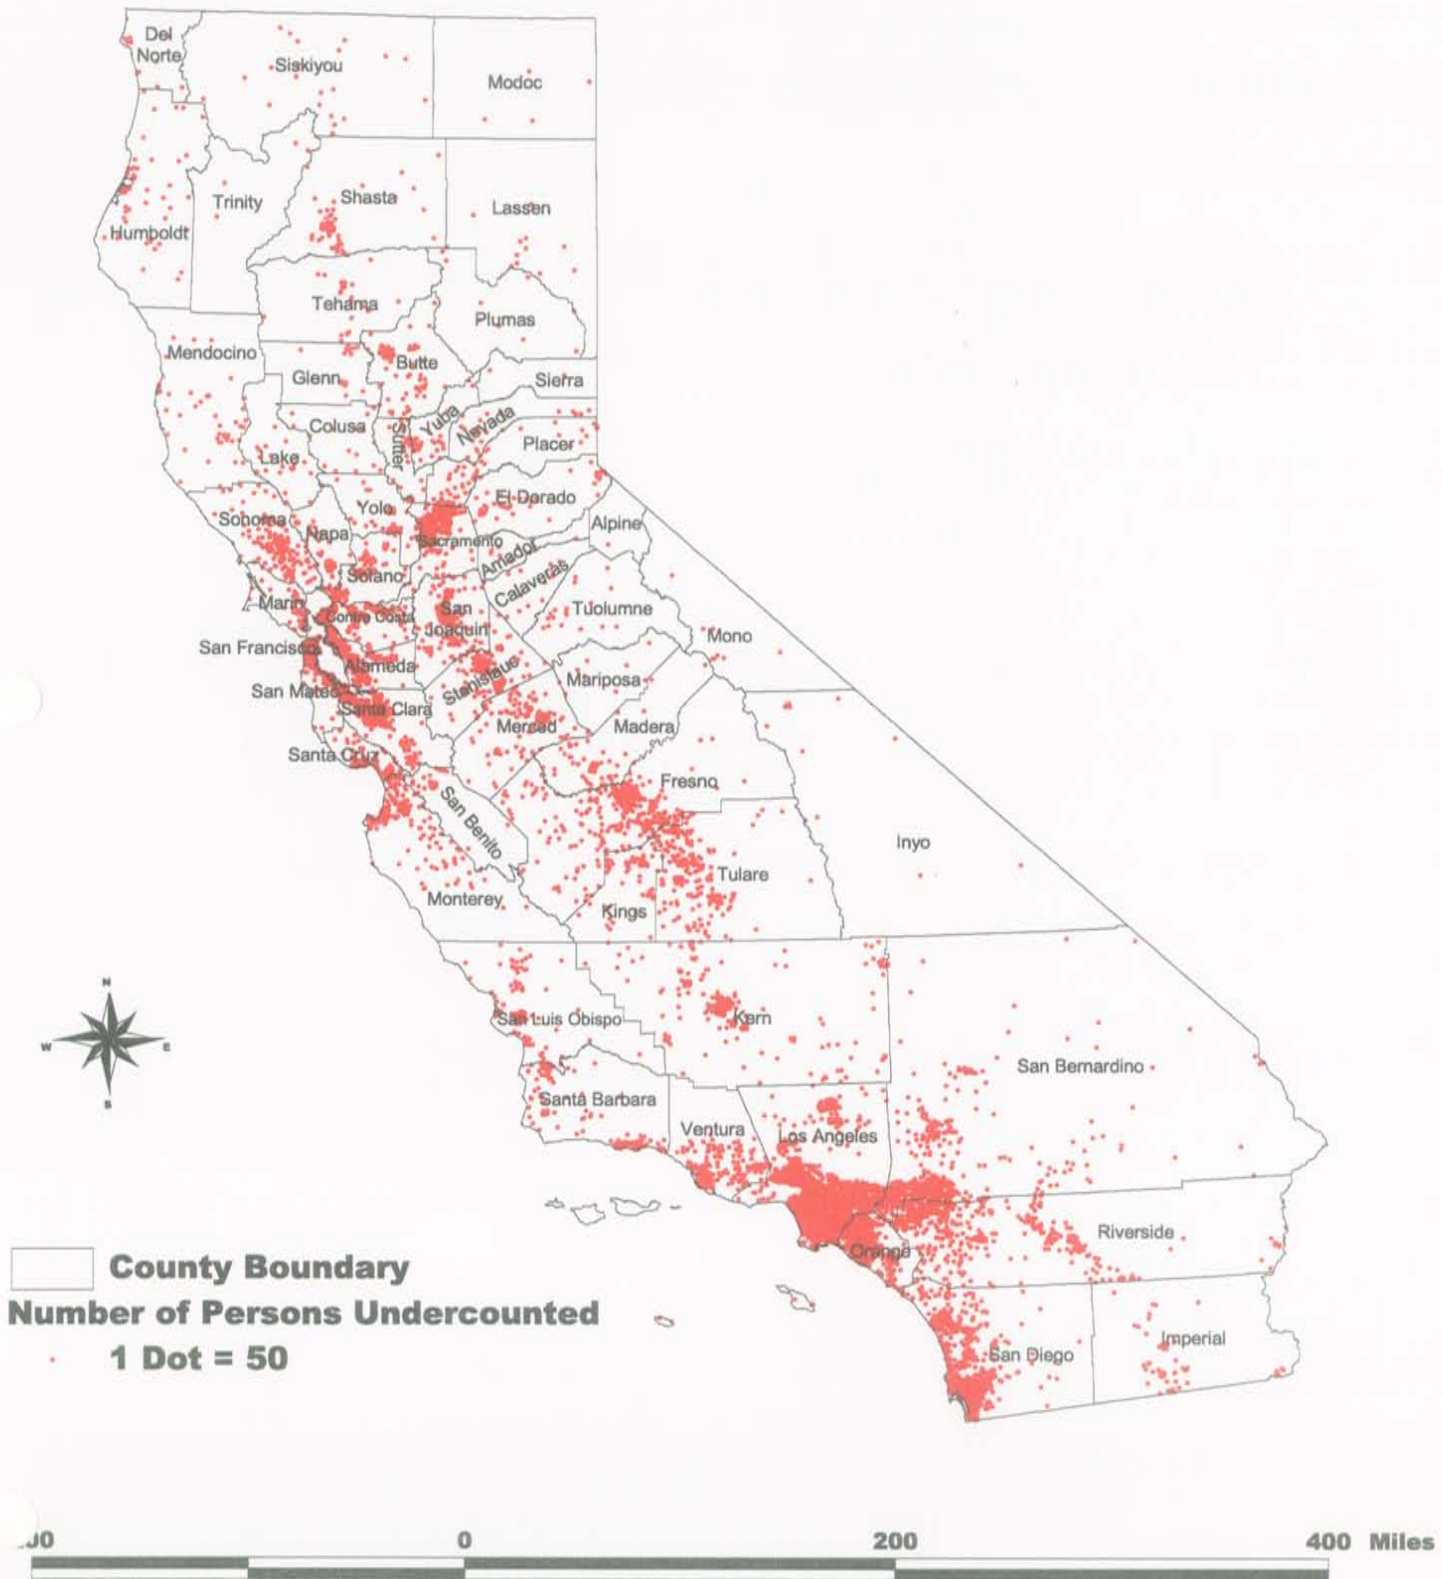 Del
Norte
Siskiyou
Modoc
Shasta
Trinity
Lassen
Humboldt
Tehama
Plumas
Mendocino
Butte
Glenn
Sierra
Colusa
Sutter
Yuba
Nevada
Placer
Lake
Yolo
El Dorado
Sonoma
Napa
Alpine
Sacramento
Amador
Solano
Calaveras
Marin
Contra Costa
San
Joaquin
Tuolumne
Mono
San Francisco
Alameda
Stanislaus
Mariposa
San Mateo
Santa Clara
Merced
Madera
Santa Cruz
Fresno
San Benito
Inyo
Tulare
Monterey
Kings
N
W
E
S
San Luis Obispo
Kern
San Bernardino
Santa Barbara
Ventura
Los Angeles
Riverside
Orange
County Boundary
Number of Persons Undercounted
1 Dot = 50
San Diego
Imperial
00 0 200 400 Miles